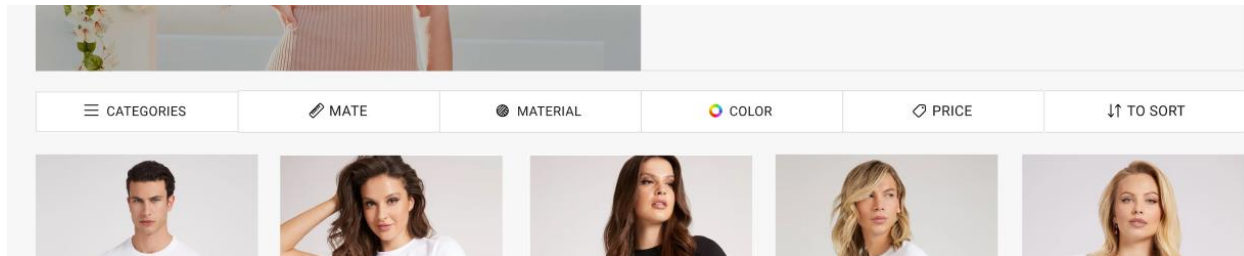 CATEGORIES
MATE
MATERIAL
COLOR
PRICE
TO SORT